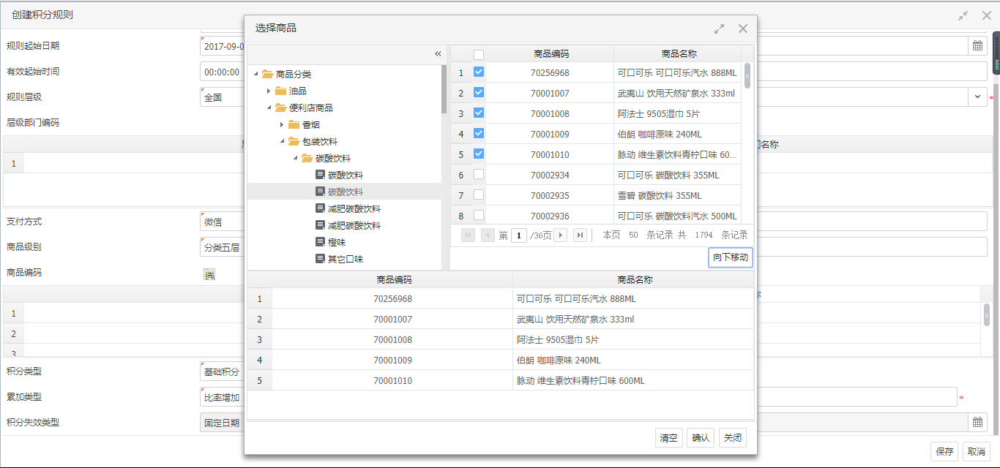 创建积分规则
规则起始日期
2017-09-0
有效起始时间
00:00:00
规则层级
全国
*
层级部门编码
名称
1
支付方式
微信
商品级别
分类五层
商品编码
选
1
2
3
积分类型
基础积分
累加类型
比率增加
*
积分失效类型
固定日期
保存 取消
选择商品
«
商品分类
油品
便利店商品
香烟
包装饮料
碳酸饮料
碳酸饮料
碳酸饮料
减肥碳酸饮料
减肥碳酸饮料
橙味
其它口味
商品编码 商品名称
1 70256968 可口可乐 可口可乐汽水 888ML
2 70001007 武夷山 饮用天然矿泉水 333ml
3 70001008 阿法士 9505湿巾 5片
4 70001009 伯朗 咖啡原味 240ML
5 70001010 脉动 维生素饮料青柠口味 60...
6 70002934 可口可乐 碳酸饮料 355ML
7 70002935 雪碧 碳酸饮料 355ML
8 70002936 可口可乐 碳酸饮料汽水 500ML
第 1 /36页 本页 50 条记录 共 1794 条记录
向下移动
商品编码 商品名称
1 70256968 可口可乐 可口可乐汽水 888ML
2 70001007 武夷山 饮用天然矿泉水 333ml
3 70001008 阿法士 9505湿巾 5片
4 70001009 伯朗 咖啡原味 240ML
5 70001010 脉动 维生素饮料青柠口味 600ML
清空 确认 关闭